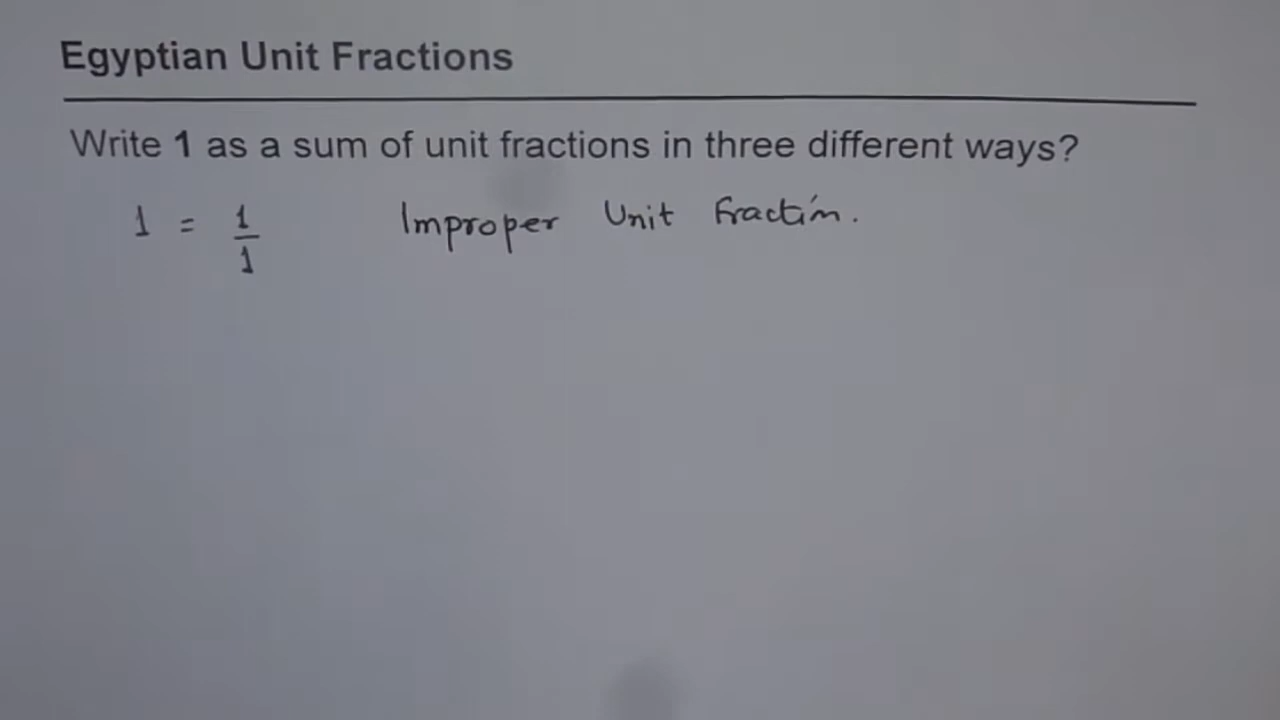 Egyptian Unit Fractions
Write 1 as a sum of unit fractions in three different ways?
1 = 1/1 Improper Unit Fraction.